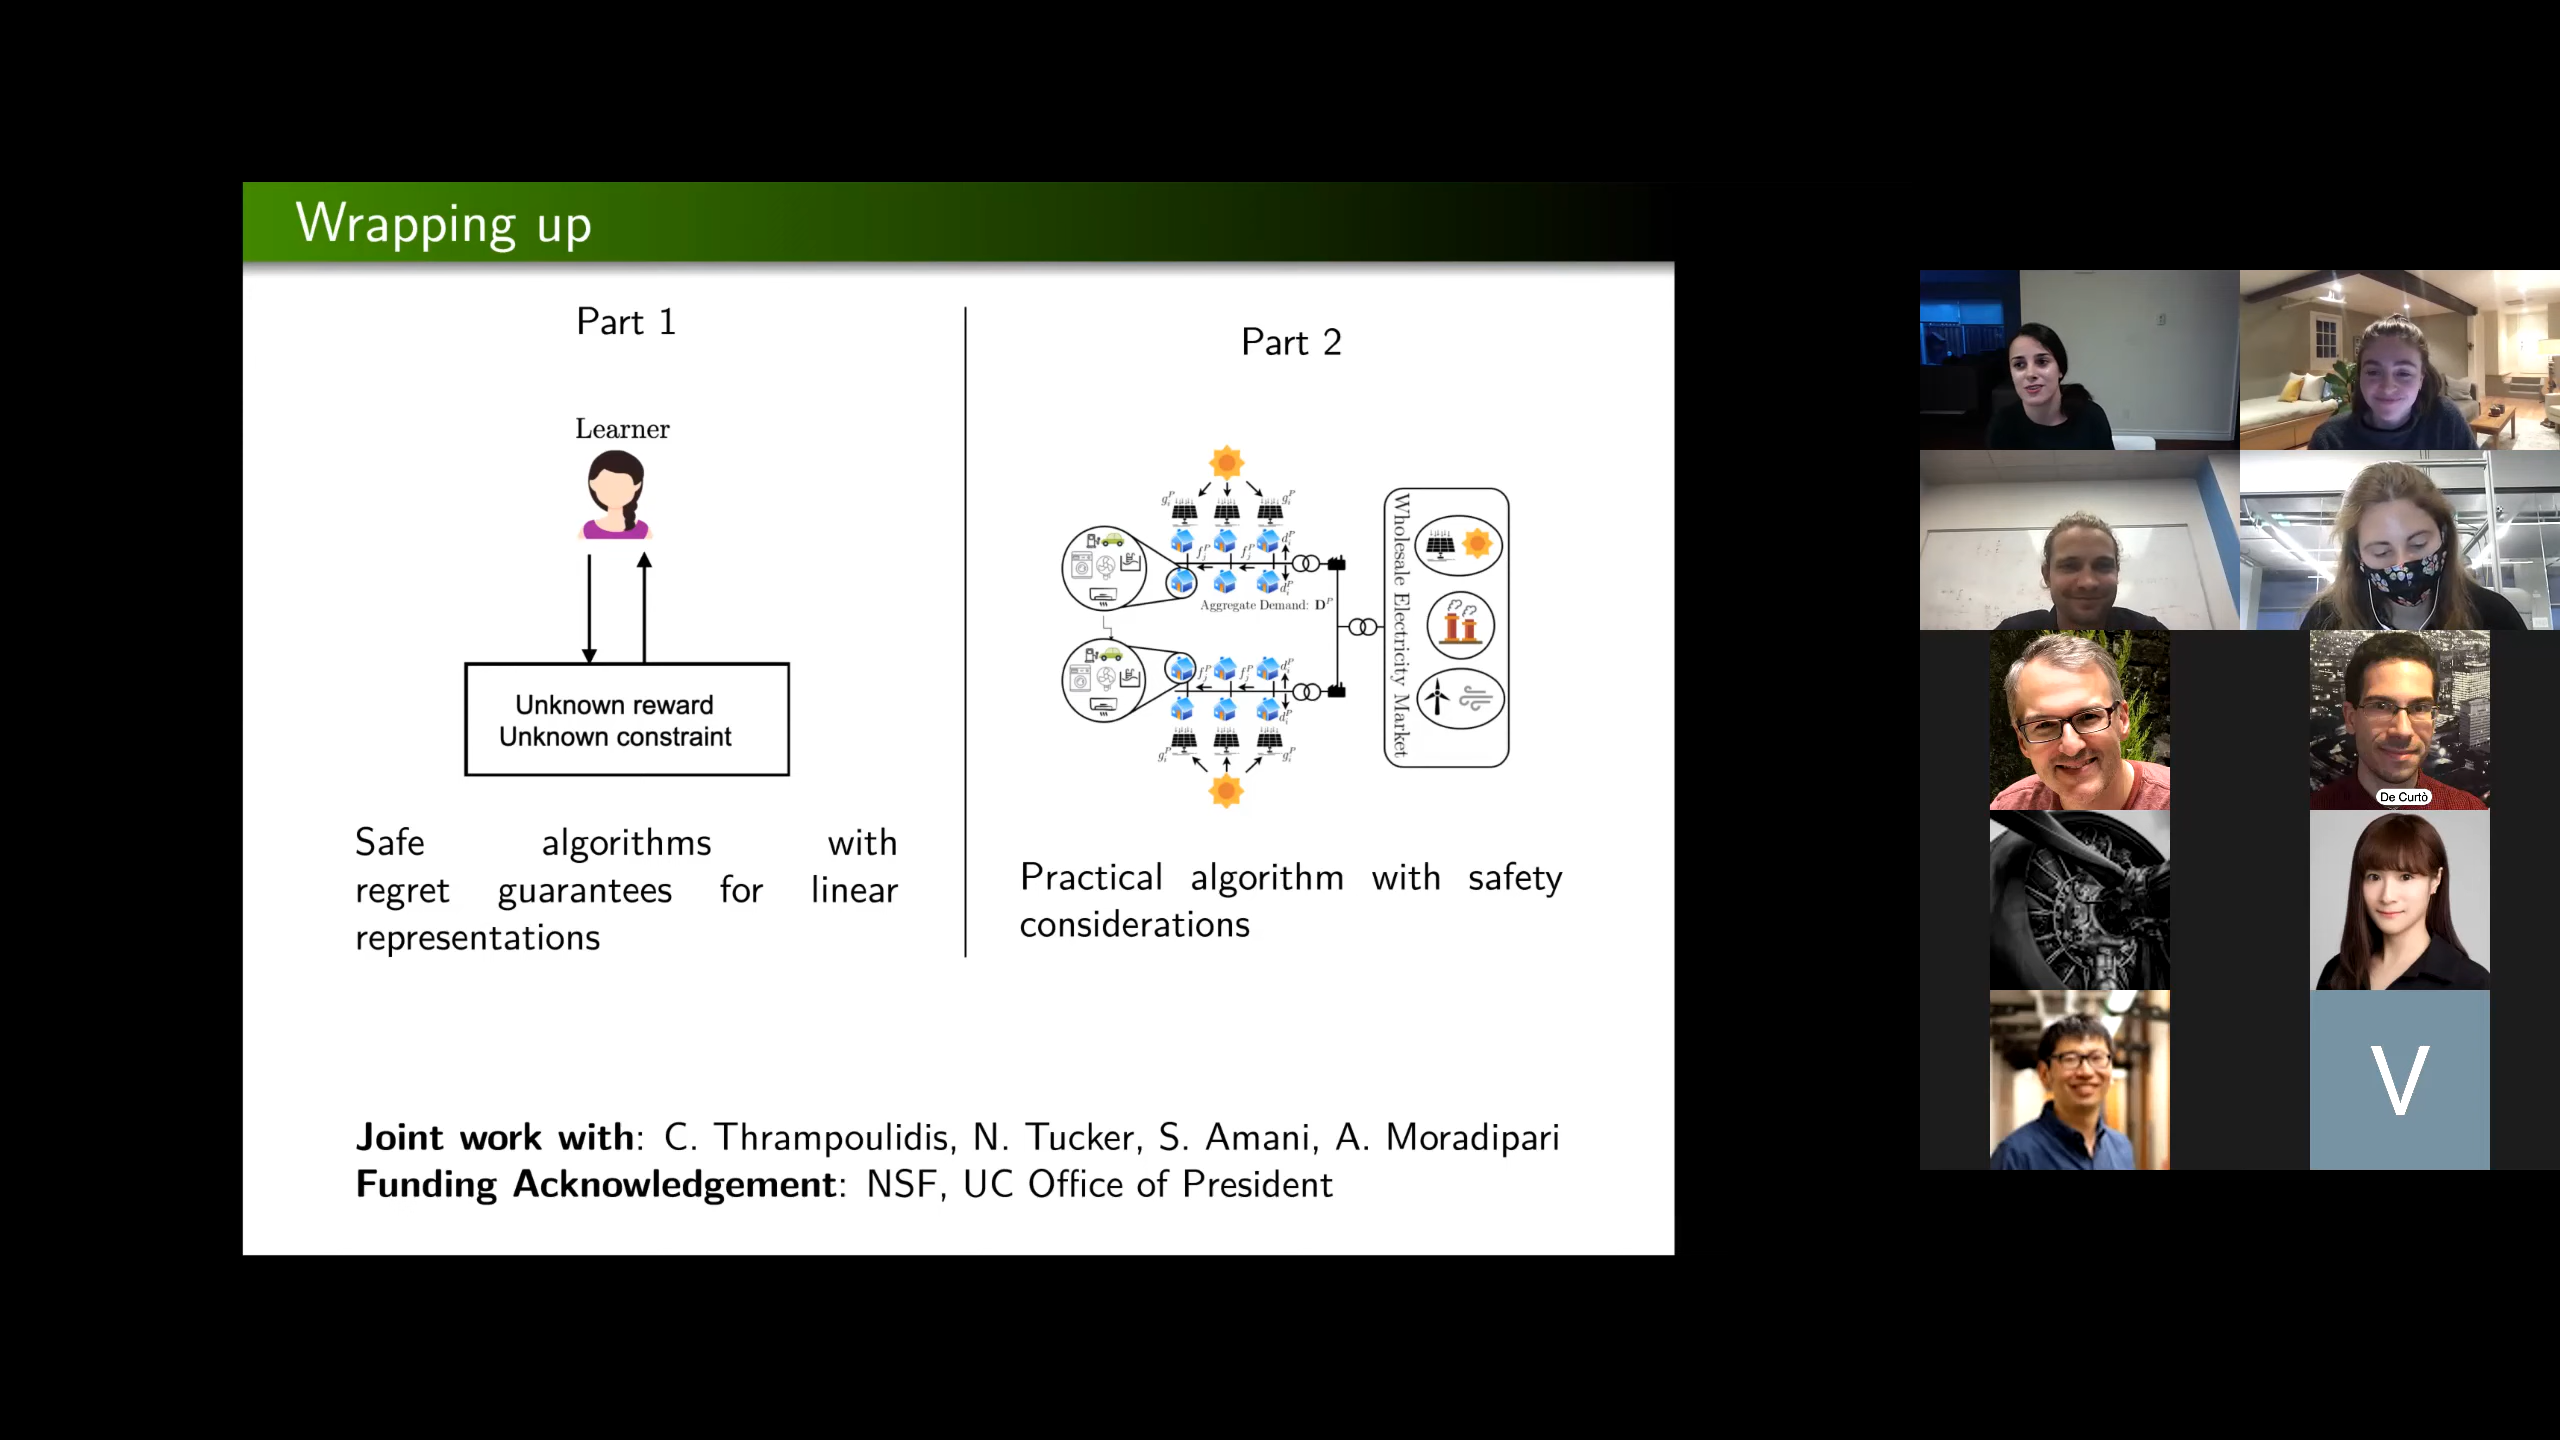 Wrapping up
Part 1
Learner
Unknown reward
Unknown constraint
Safe algorithms with
regret guarantees for linear
representations
Part 2
Aggregate Demand: D^P
Wholesale Electricity Market
Practical algorithm with safety
considerations
Joint work with: C. Thrampoulidis, N. Tucker, S. Amani, A. Moradipari
Funding Acknowledgement: NSF, UC Office of President
De Curtò
V